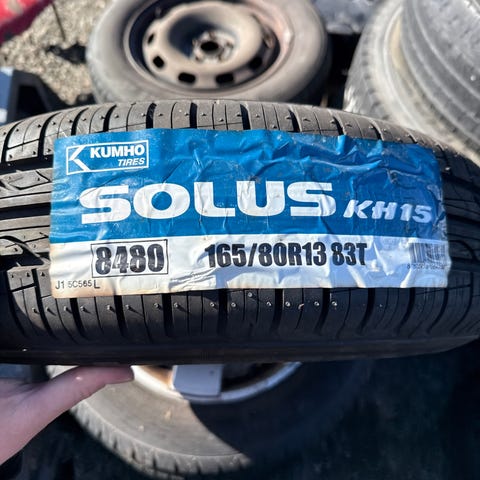 KUMHO
TIRES
SOLUS KH15
8480 165/80R13 83T
J1 5C565 L